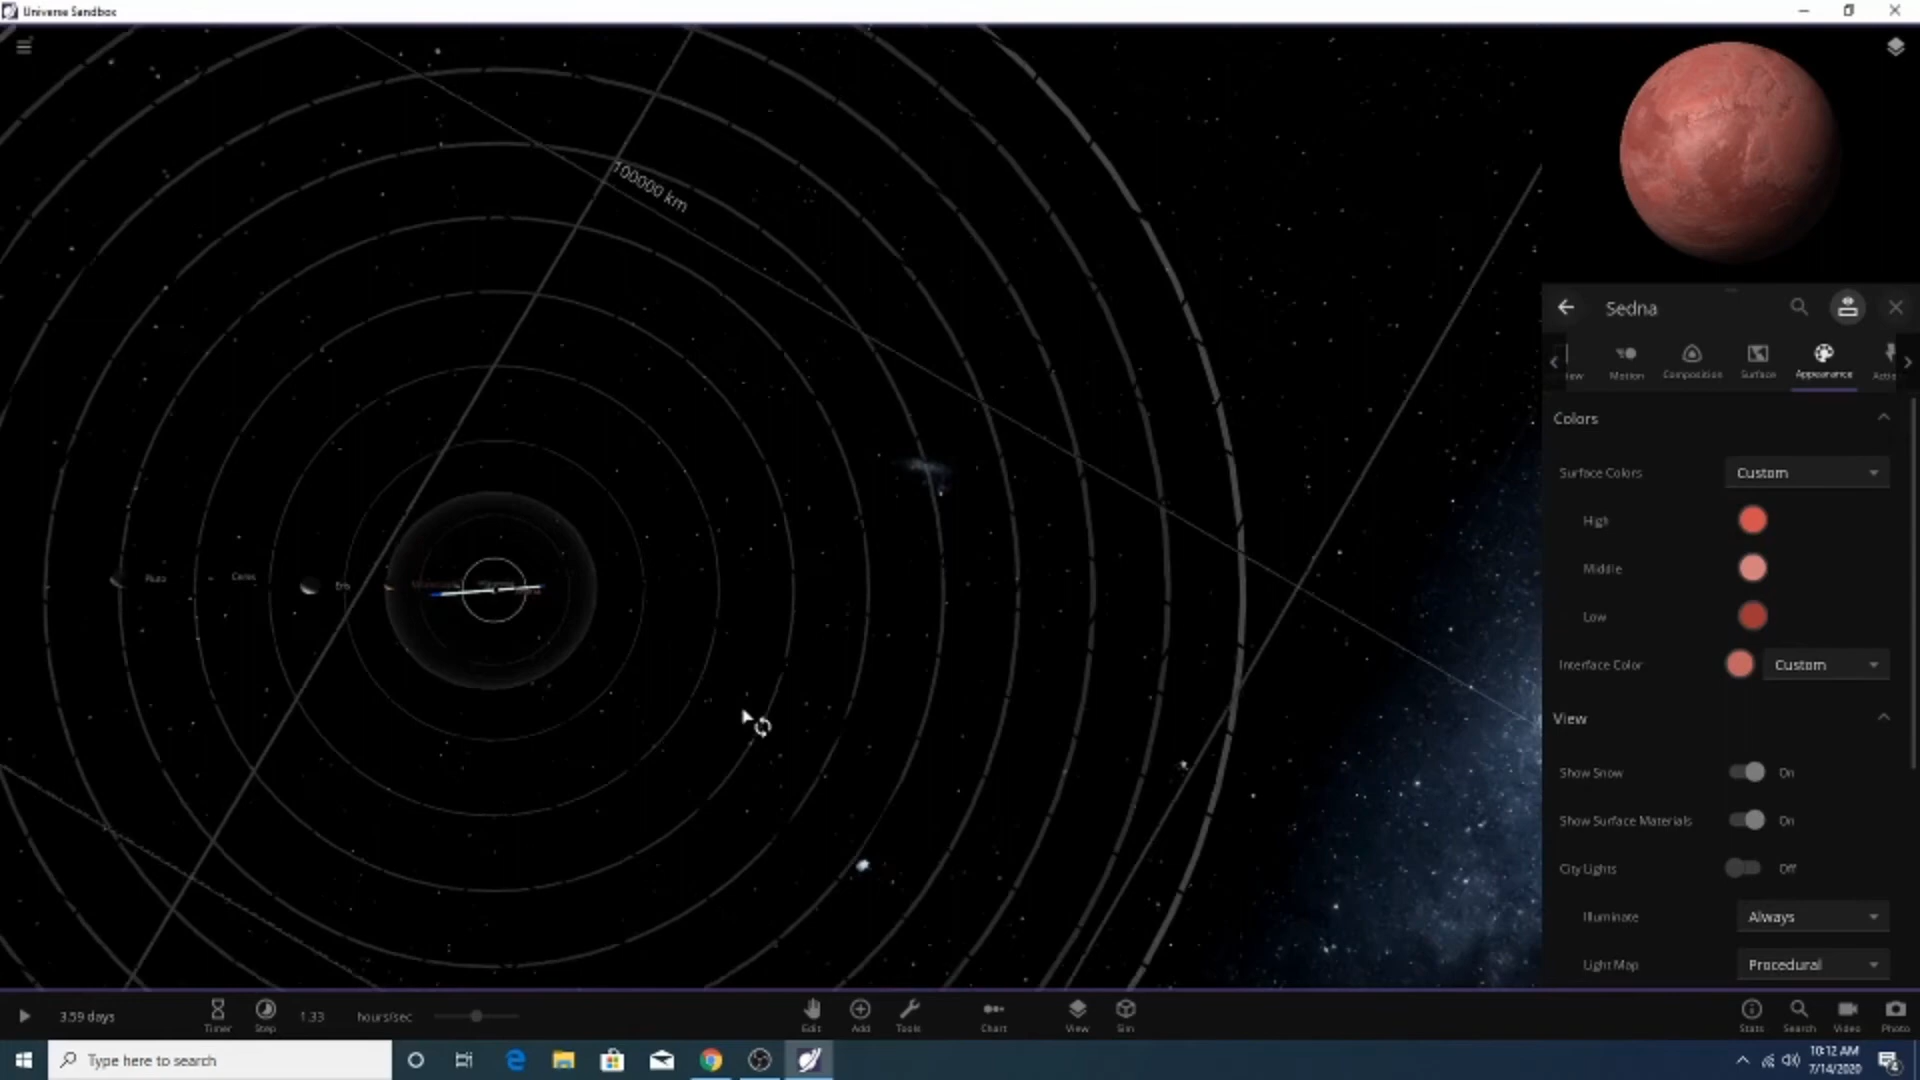 Universe Sandbox
100000 km
Sedna
Motion
Composition
Surface
Appearance
Colors
Surface Colors
Custom
High
Middle
Low
Interface Color
Custom
View
Show Snow
On
Show Surface Materials
On
City Lights
Off
Illuminate
Always
Light Map
Procedural
Pluto
Ceres
Eris
3.59 days
Timer
Step
1.33
hours/sec
Edit
Add
Tools
Chart
View
Sim
Stats
Search
Video
Photo
Type here to search
10:12 AM
7/14/2020